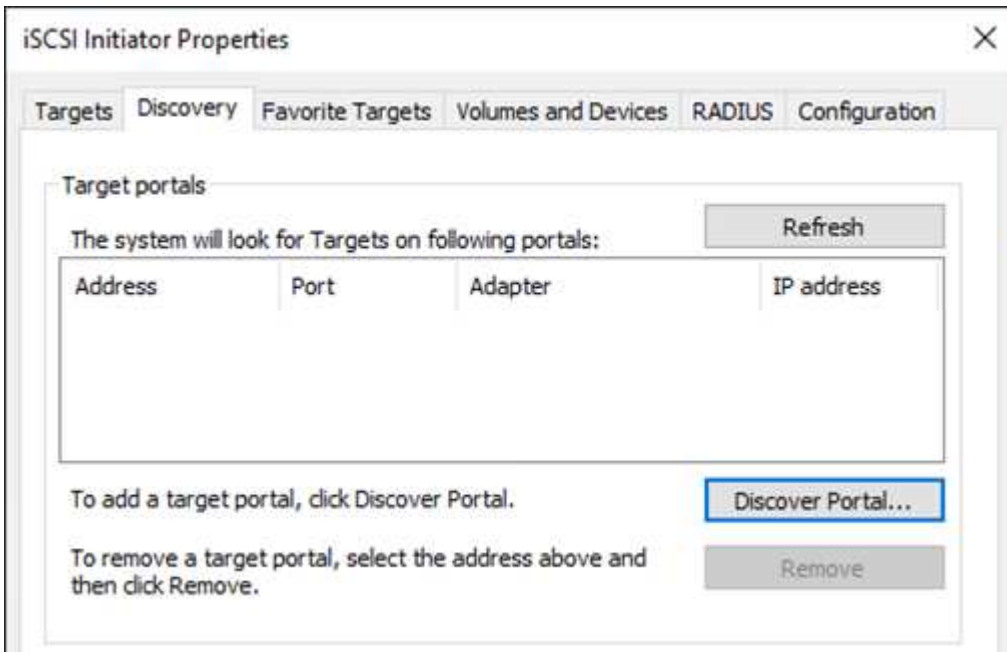 iSCSI Initiator Properties
Targets Discovery Favorite Targets Volumes and Devices RADIUS Configuration
Target portals
Refresh
The system will look for Targets on following portals:
Address Port Adapter IP address
To add a target portal, click Discover Portal.
Discover Portal...
To remove a target portal, select the address above and
then click Remove.
Remove